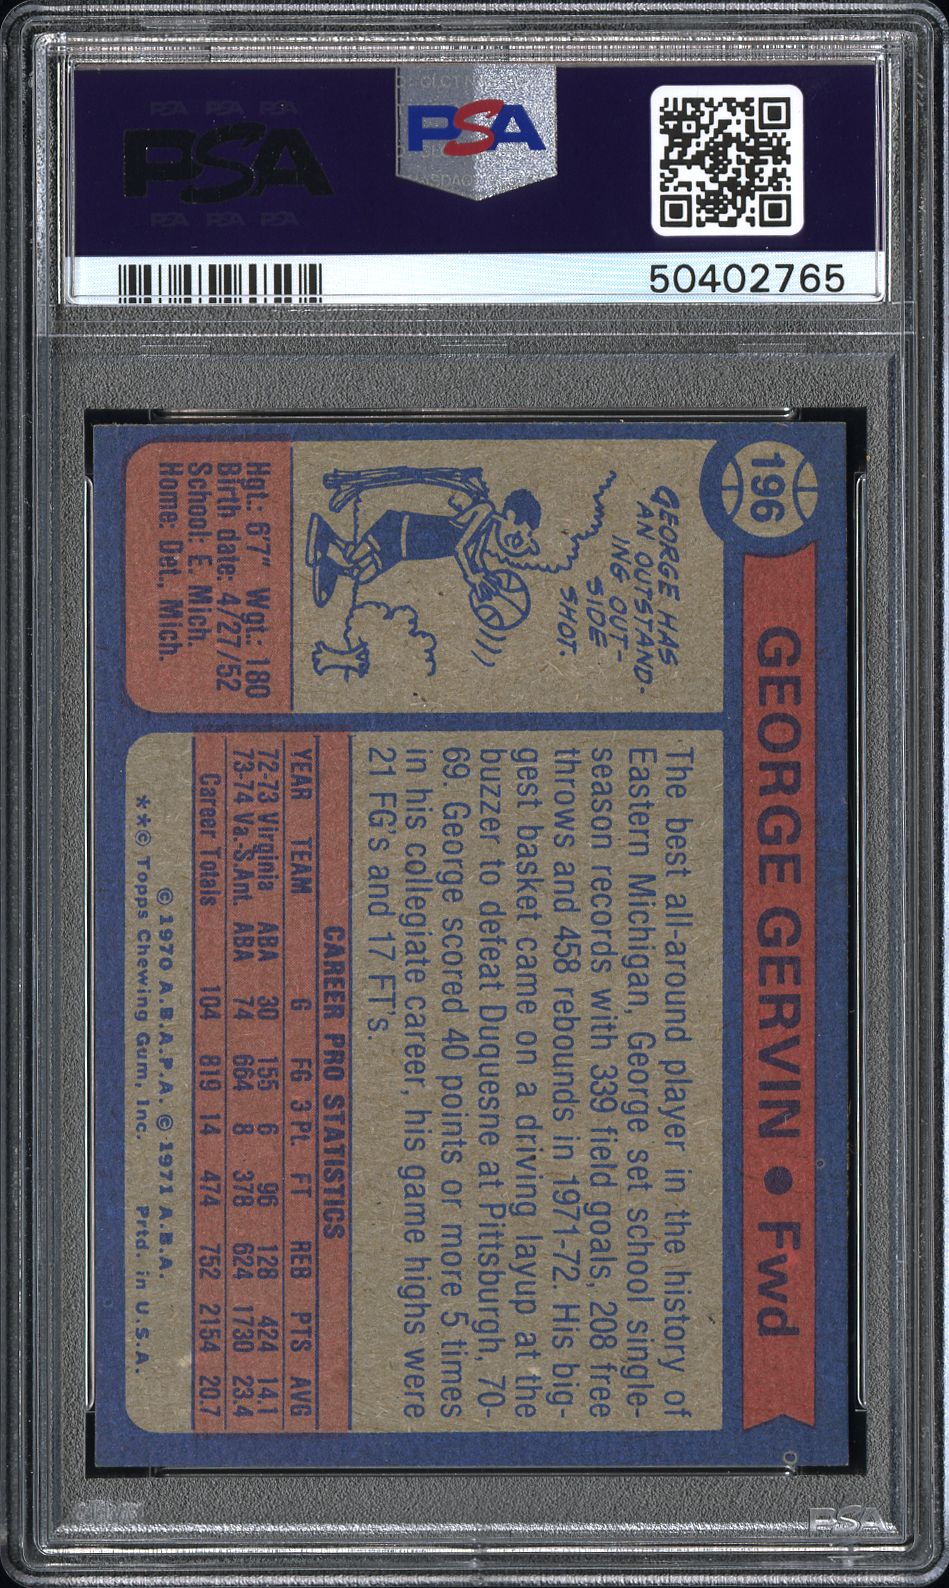 PSA PSA PSA
PSA
PSA PSA PSA
PSA
50402765
196
GEORGE GERVIN • Fwd
GEORGE HAS
AN OUTSTAND-
ING OUT-
SIDE
SHOT.
Hgt.: 6'7" Wgt.: 180
Birth date: 4/27/52
School: E. Mich.
Home: Det., Mich.
The best all-around player in the history of
Eastern Michigan, George set school single-
season records with 339 field goals, 208 free
throws and 458 rebounds in 1971-72. His big-
gest basket came on a driving layup at the
buzzer to defeat Duquesne at Pittsburgh, 70-
69. George scored 40 points or more 5 times
in his collegiate career, his game highs were
21 FG's and 17 FT's.
CAREER PRO STATISTICS
YEAR TEAM G FG 3 Pt. FT REB PTS AVG
72-73 Virginia ABA 30 155 6 96 128 424 14.1
73-74 Va.-S.Ant. ABA 74 664 8 378 624 1730 23.4
Career Totals 104 819 14 474 752 2154 20.7
© 1970 A.B.A.P.A. © 1971 A.B.A.
**© Topps Chewing Gum, Inc. Prtd. in U.S.A.
PSA